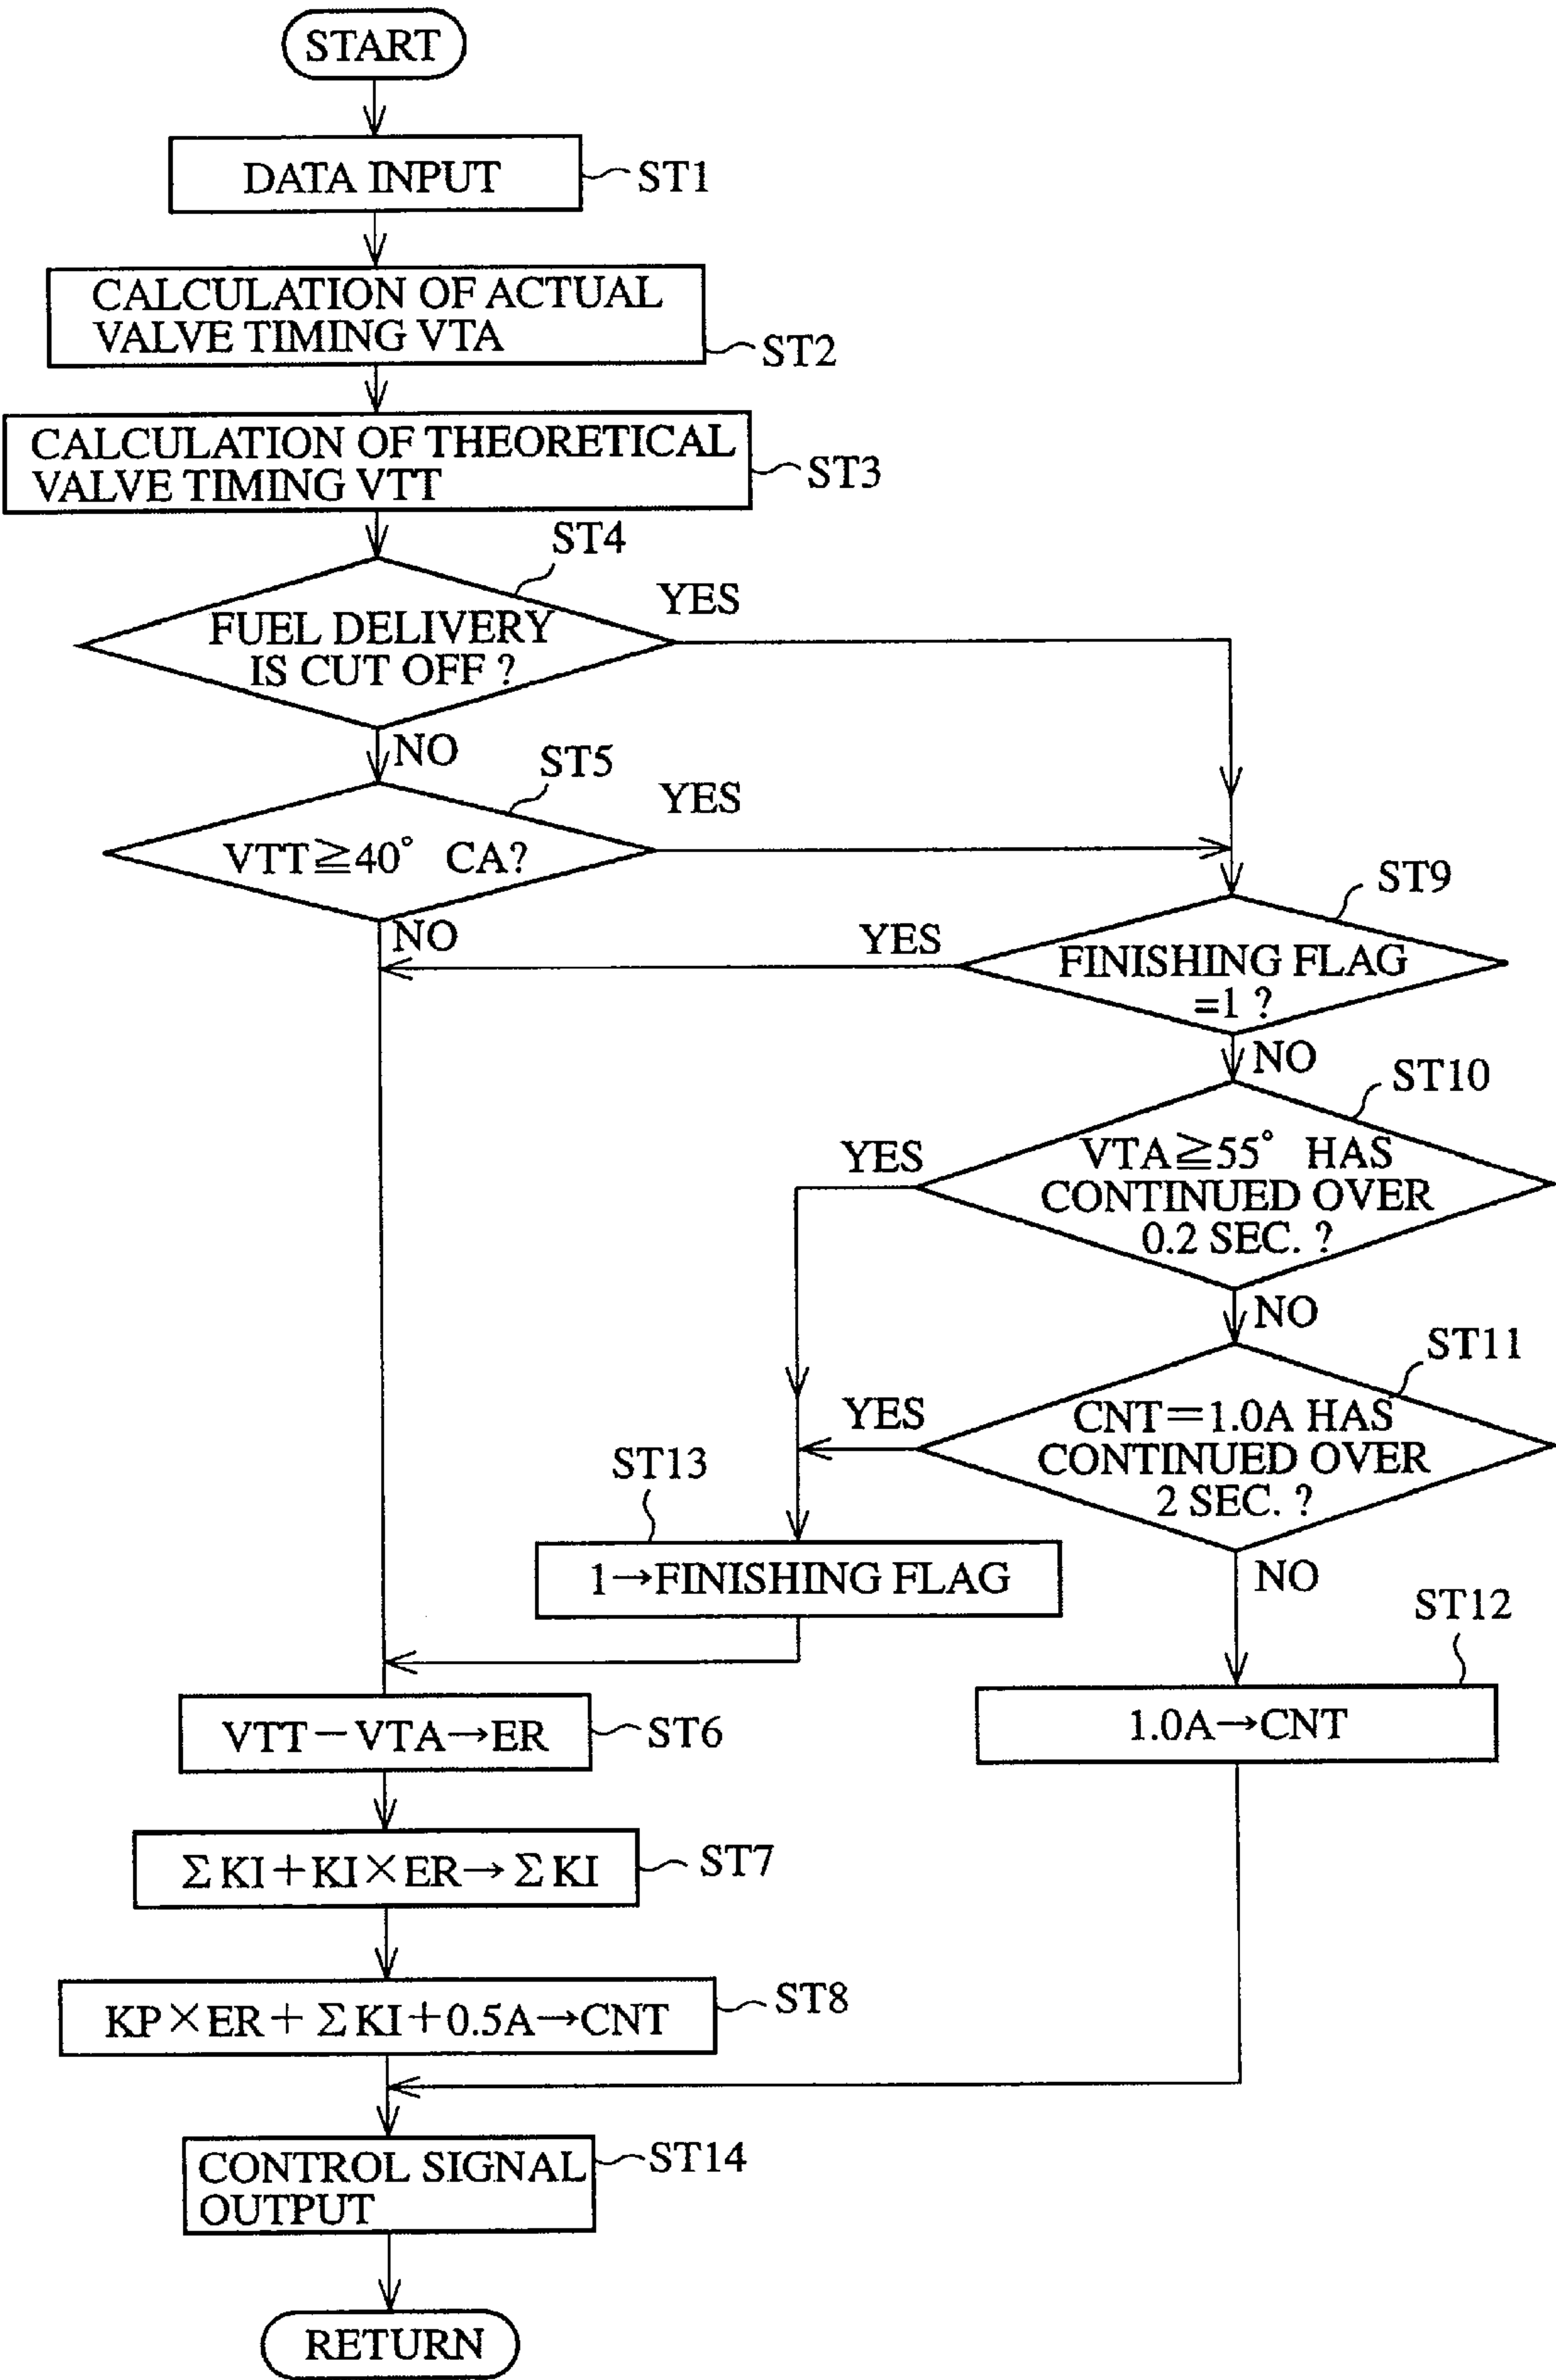 START
DATA INPUT
ST1
CALCULATION OF ACTUAL
VALVE TIMING VTA
ST2
CALCULATION OF THEORETICAL
VALVE TIMING VTT
ST3
ST4
YES
FUEL DELIVERY
IS CUT OFF ?
NO
ST5
YES
VTT≧40° CA?
NO
ST9
YES
FINISHING FLAG
=1 ?
NO
ST10
YES
VTA≧55° HAS
CONTINUED OVER
0.2 SEC. ?
NO
ST11
YES
CNT=1.0A HAS
CONTINUED OVER
2 SEC. ?
NO
ST13
1→FINISHING FLAG
ST12
1.0A→CNT
VTT－VTA→ER
ST6
ΣKI＋KI×ER→ΣKI
ST7
KP×ER＋ΣKI＋0.5A→CNT
ST8
CONTROL SIGNAL
OUTPUT
ST14
RETURN